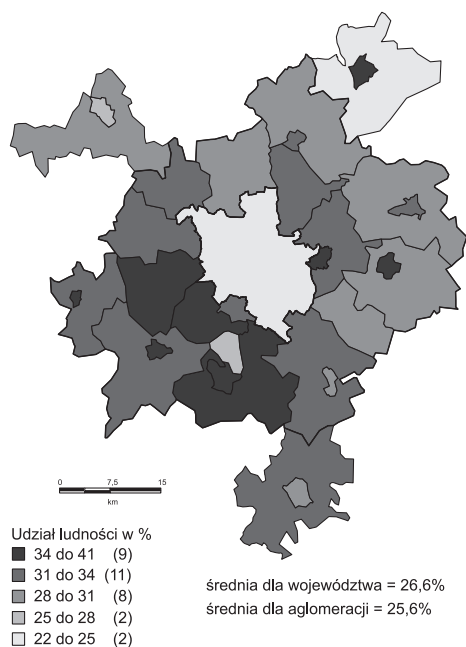 0 7,5 15
km
Udział ludności w %
34 do 41 (9)
31 do 34 (11)
28 do 31 (8)
25 do 28 (2)
22 do 25 (2)
średnia dla województwa = 26,6%
średnia dla aglomeracji = 25,6%